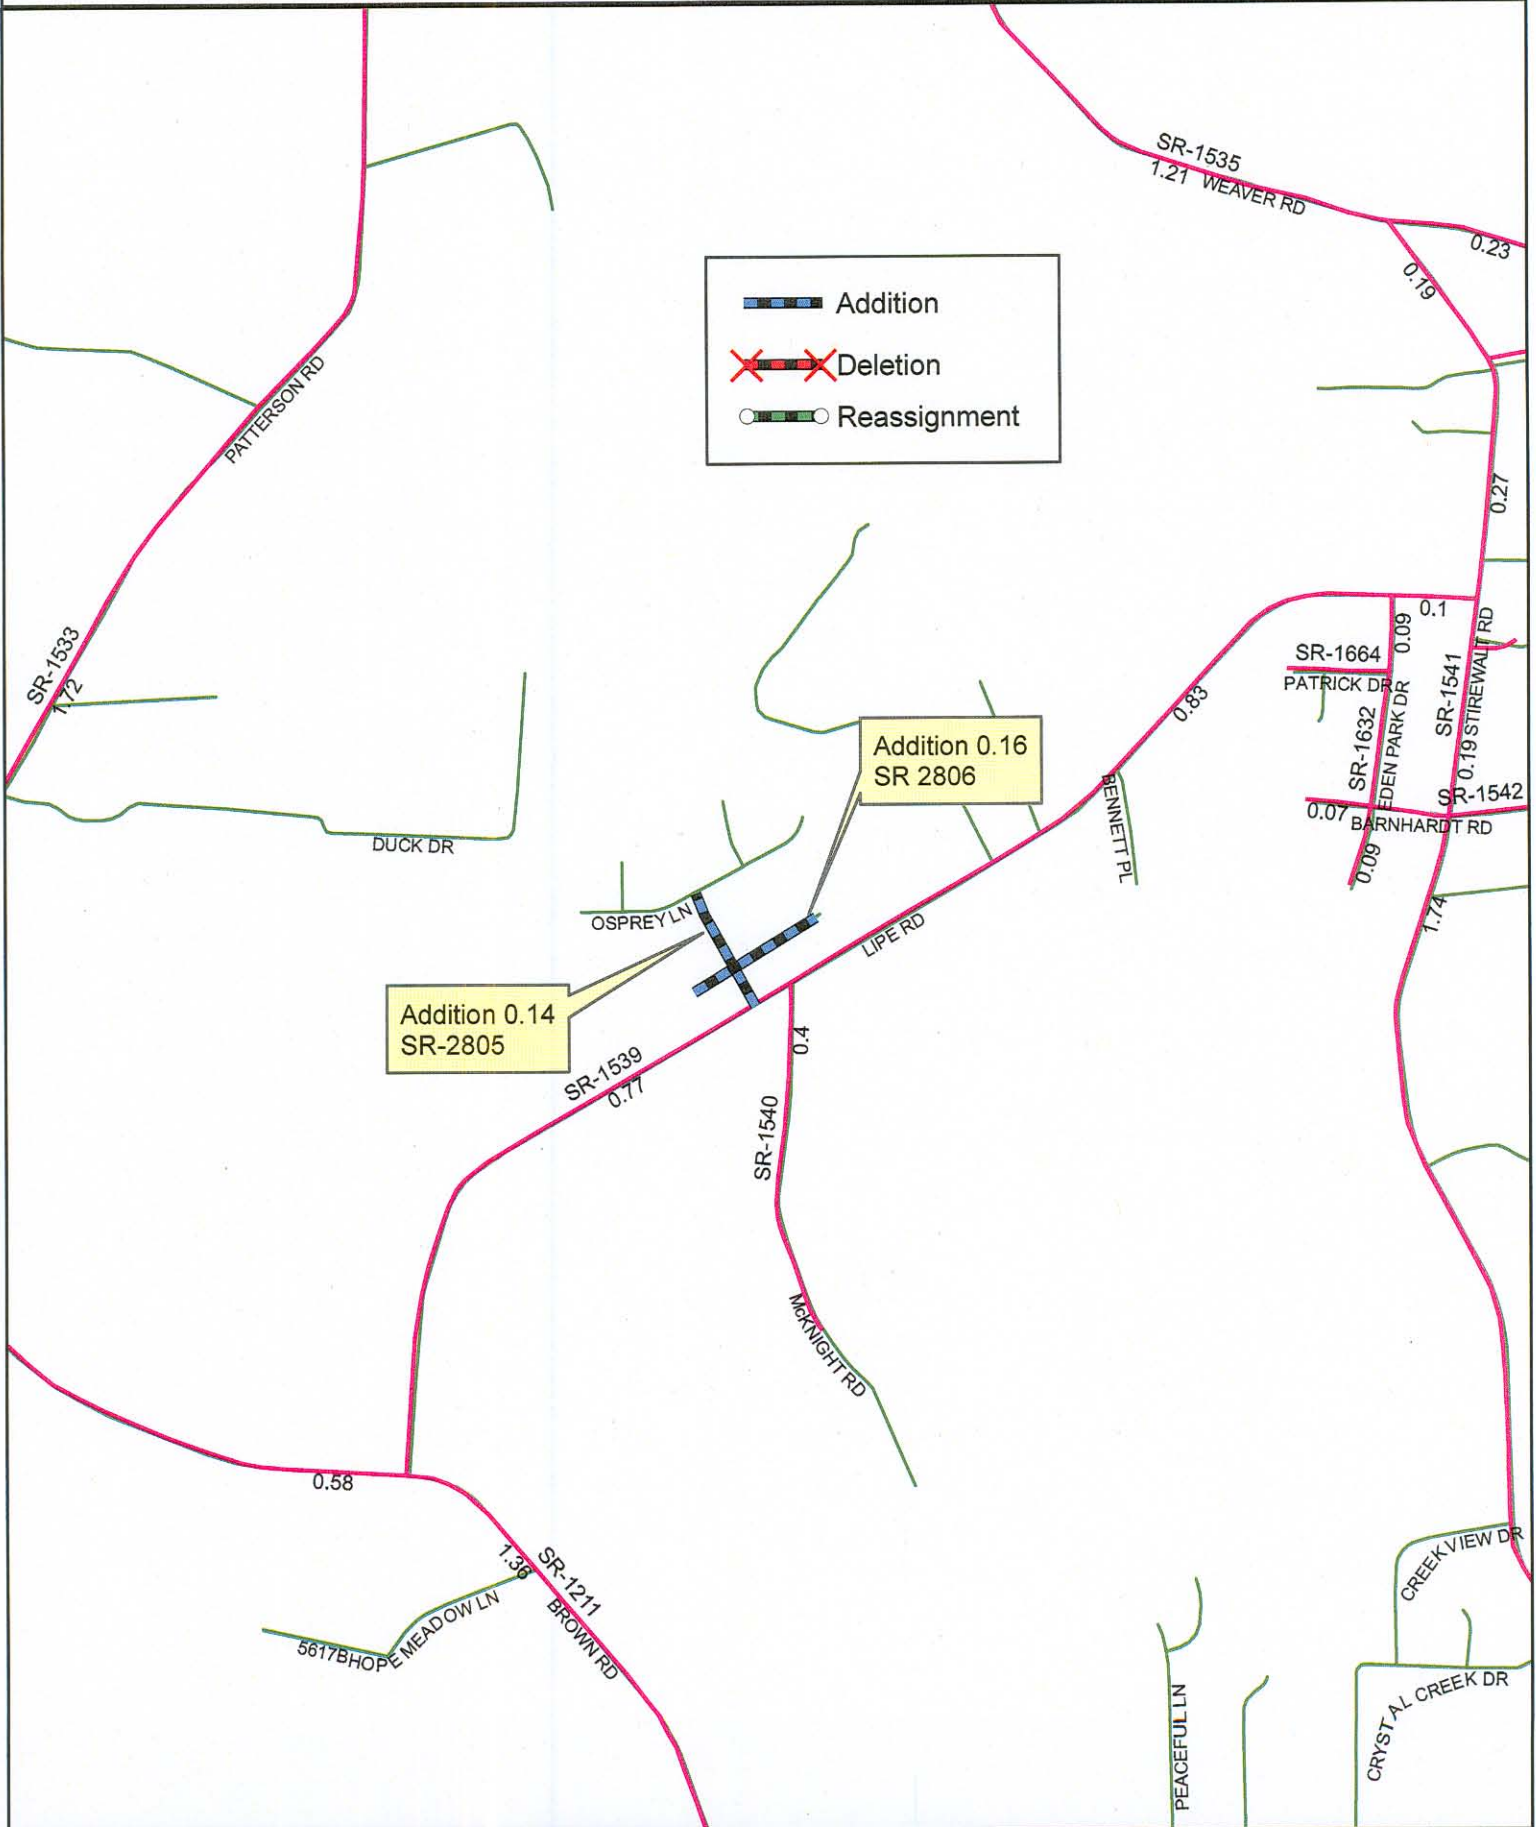 SR-1535
1.21 WEAVER RD
0.23
0.19
Addition
Deletion
Reassignment
PATTERSON RD
0.27
SR-1533
1.72
0.1
0.09
SR-1664
PATRICK DR
SR-1541
0.19 STIREWALT RD
0.83
SR-1632
EDEN PARK DR
Addition 0.16
SR 2806
SR-1542
0.07
BARNHARDT RD
BENNETT PL
DUCK DR
0.09
OSPREY LN
LIPE RD
1.74
Addition 0.14
SR-2805
0.4
SR-1539
0.77
SR-1540
McKNIGHT RD
0.58
1.36
SR-1211
BROWN RD
5617B HOPE MEADOW LN
CREEKVIEW DR
CRYSTAL CREEK DR
PEACEFUL LN